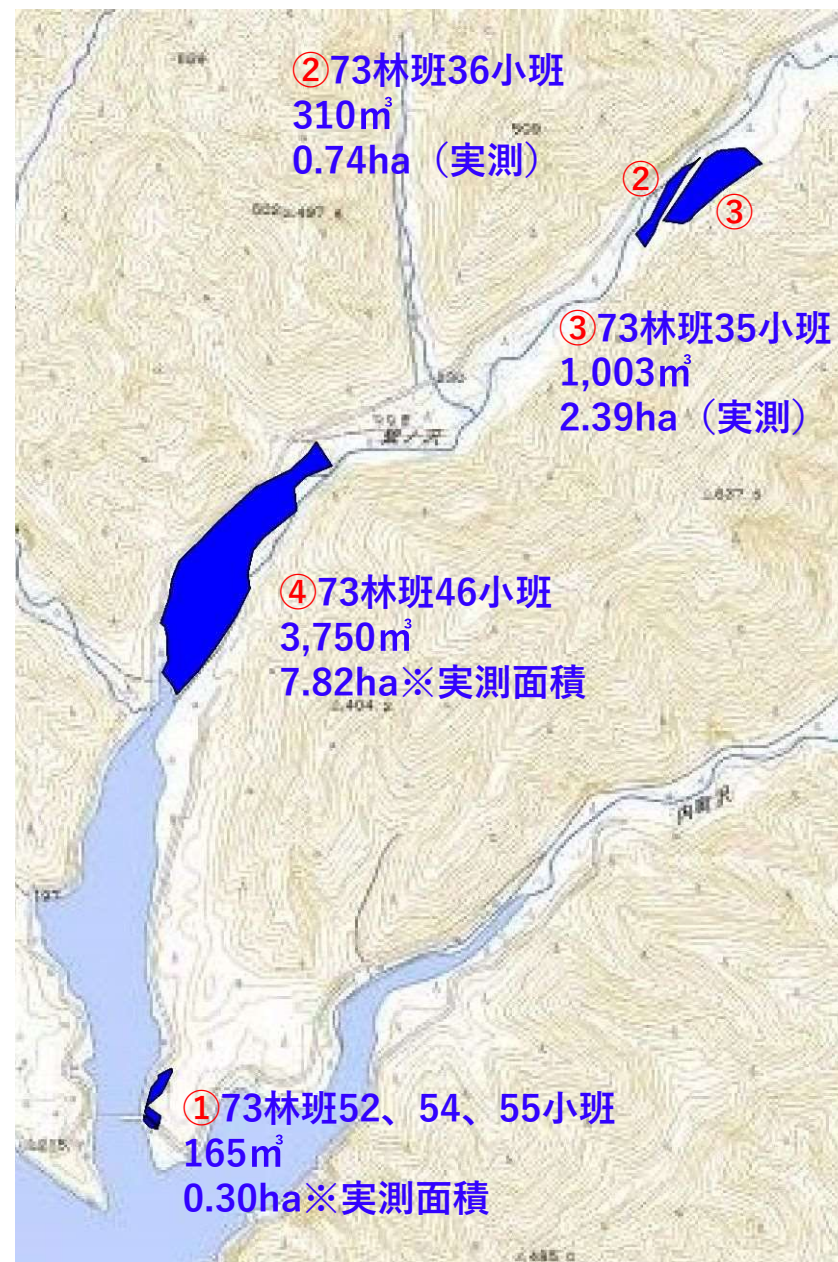 ②73林班36小班
310㎥
0.74ha（実測）
②
③
③73林班35小班
1,003㎥
2.39ha（実測）
④73林班46小班
3,750㎥
7.82ha※実測面積
内町沢
①73林班52、54、55小班
165㎥
0.30ha※実測面積